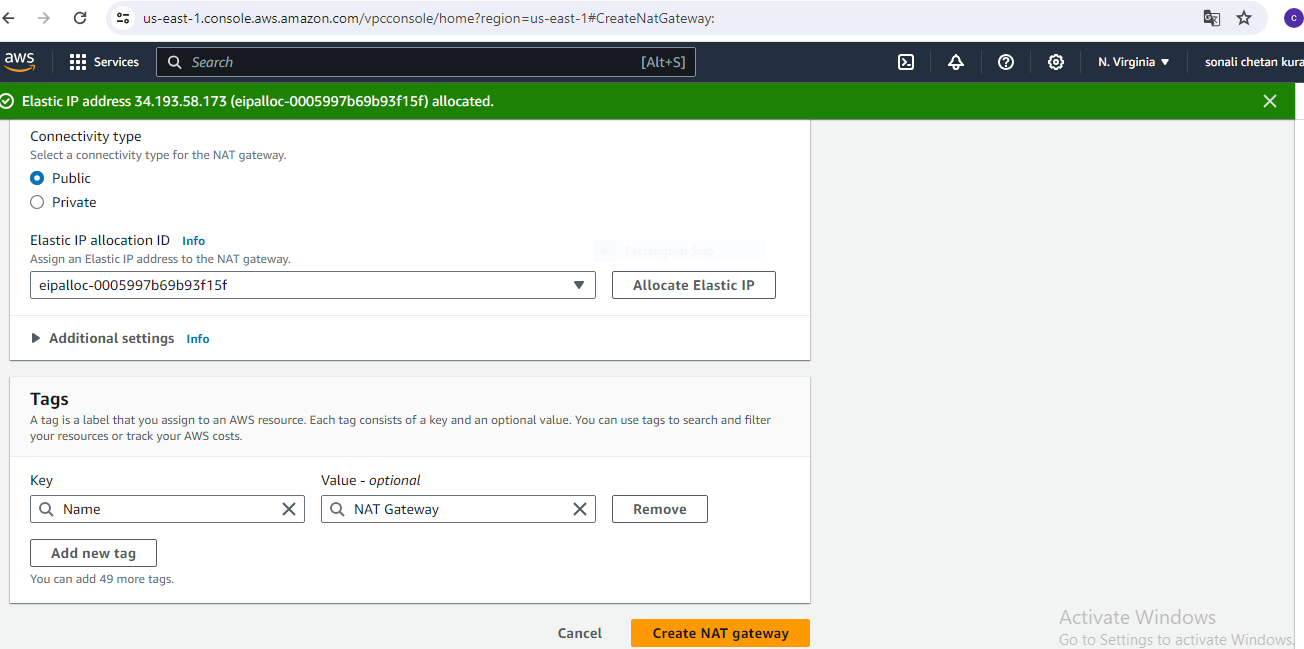 us-east-1.console.aws.amazon.com/vpcconsole/home?region=us-east-1#CreateNatGateway:
c
aws
Services
Search
[Alt+S]
N. Virginia
sonali chetan kura
Elastic IP address 34.193.58.173 (eipalloc-0005997b69b93f15f) allocated.
Connectivity type
Select a connectivity type for the NAT gateway.
Public
Private
Elastic IP allocation ID Info
Assign an Elastic IP address to the NAT gateway.
Rectangular Snip
eipalloc-0005997b69b93f15f
Allocate Elastic IP
Additional settings Info
Tags
A tag is a label that you assign to an AWS resource. Each tag consists of a key and an optional value. You can use tags to search and filter
your resources or track your AWS costs.
Key
Value - optional
Name
NAT Gateway
Remove
Add new tag
You can add 49 more tags.
Cancel
Create NAT gateway
Activate Windows
Go to Settings to activate Windows.